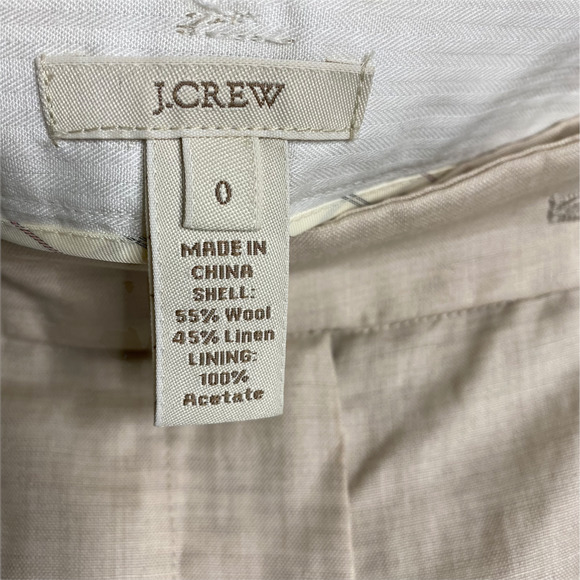 J.CREW
0
MADE IN
CHINA
SHELL:
55% Wool
45% Linen
LINING:
100%
Acetate